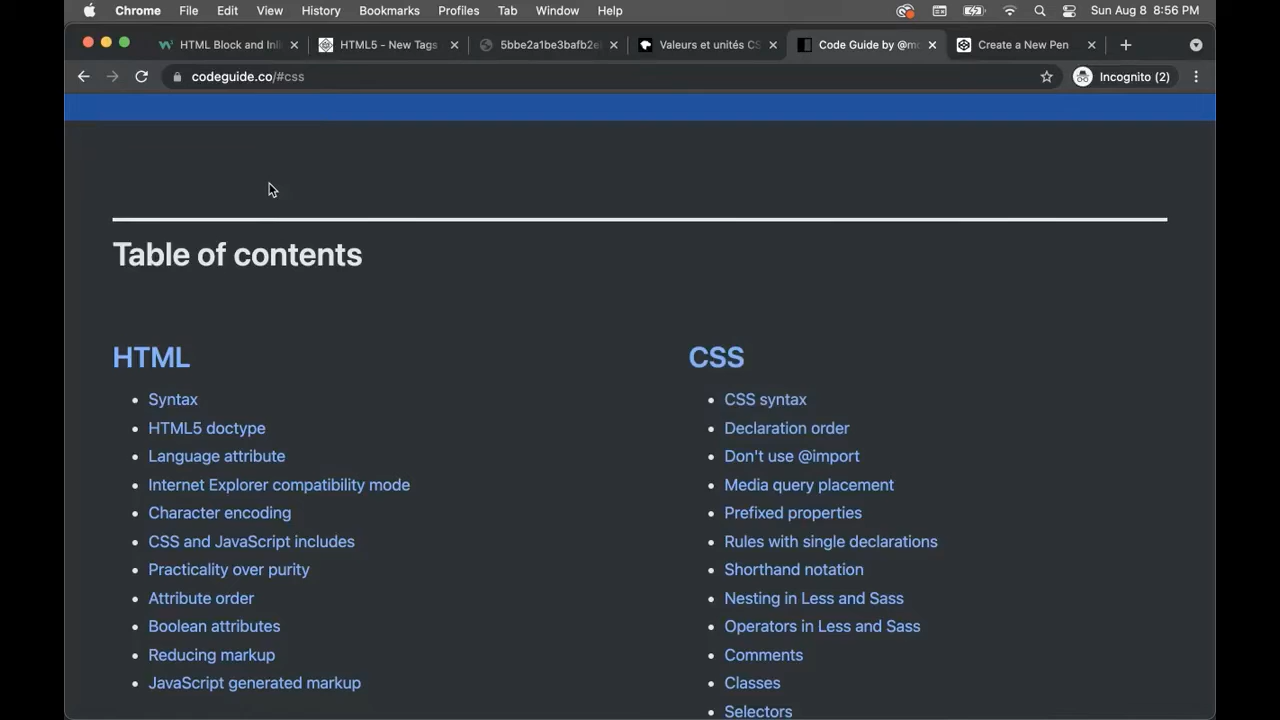 Chrome File Edit View History Bookmarks Profiles Tab Window Help Sun Aug 8 8:56 PM
HTML Block and Inli HTML5 - New Tags 5bbe2a1be3bafb2e Valeurs et unités CS Code Guide by @mc Create a New Pen
codeguide.co/#css Incognito (2)
Table of contents
HTML
Syntax
HTML5 doctype
Language attribute
Internet Explorer compatibility mode
Character encoding
CSS and JavaScript includes
Practicality over purity
Attribute order
Boolean attributes
Reducing markup
JavaScript generated markup
CSS
CSS syntax
Declaration order
Don't use @import
Media query placement
Prefixed properties
Rules with single declarations
Shorthand notation
Nesting in Less and Sass
Operators in Less and Sass
Comments
Classes
Selectors